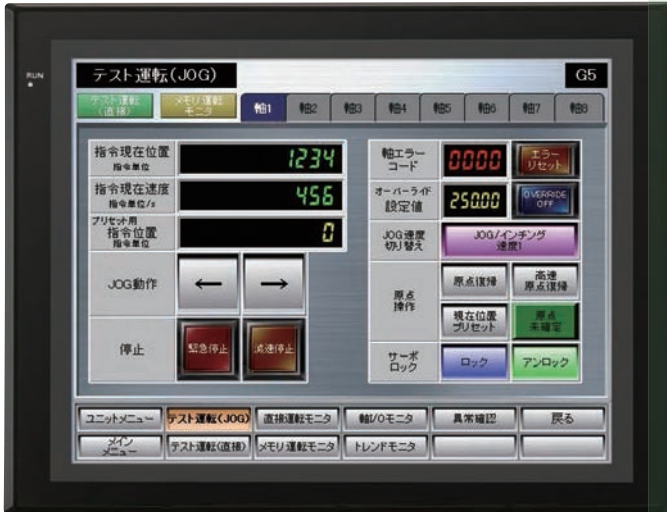 RUN
テスト運転(JOG)
G5
テスト運転
(直接)
メモリ運転
モニタ
軸1
軸2
軸3
軸4
軸5
軸6
軸7
軸8
指令現在位置
指令単位
1234
指令現在速度
指令単位/s
456
プリセット用
指令位置
指令単位
0
JOG動作
←
→
停止
緊急停止
減速停止
軸エラー
コード
0000
エラー
リセット
オーバーライド
設定値
250.00
OVERRIDE
OFF
JOG速度
切り替え
JOG/インチング
速度1
原点
操作
原点復帰
高速
原点復帰
現在位置
プリセット
原点
未確定
サーボ
ロック
ロック
アンロック
ユニットメニュー
テスト運転(JOG)
直接運転モニタ
軸I/Oモニタ
異常確認
戻る
メイン
メニュー
テスト運転(直接)
メモリ運転モニタ
トレンドモニタ